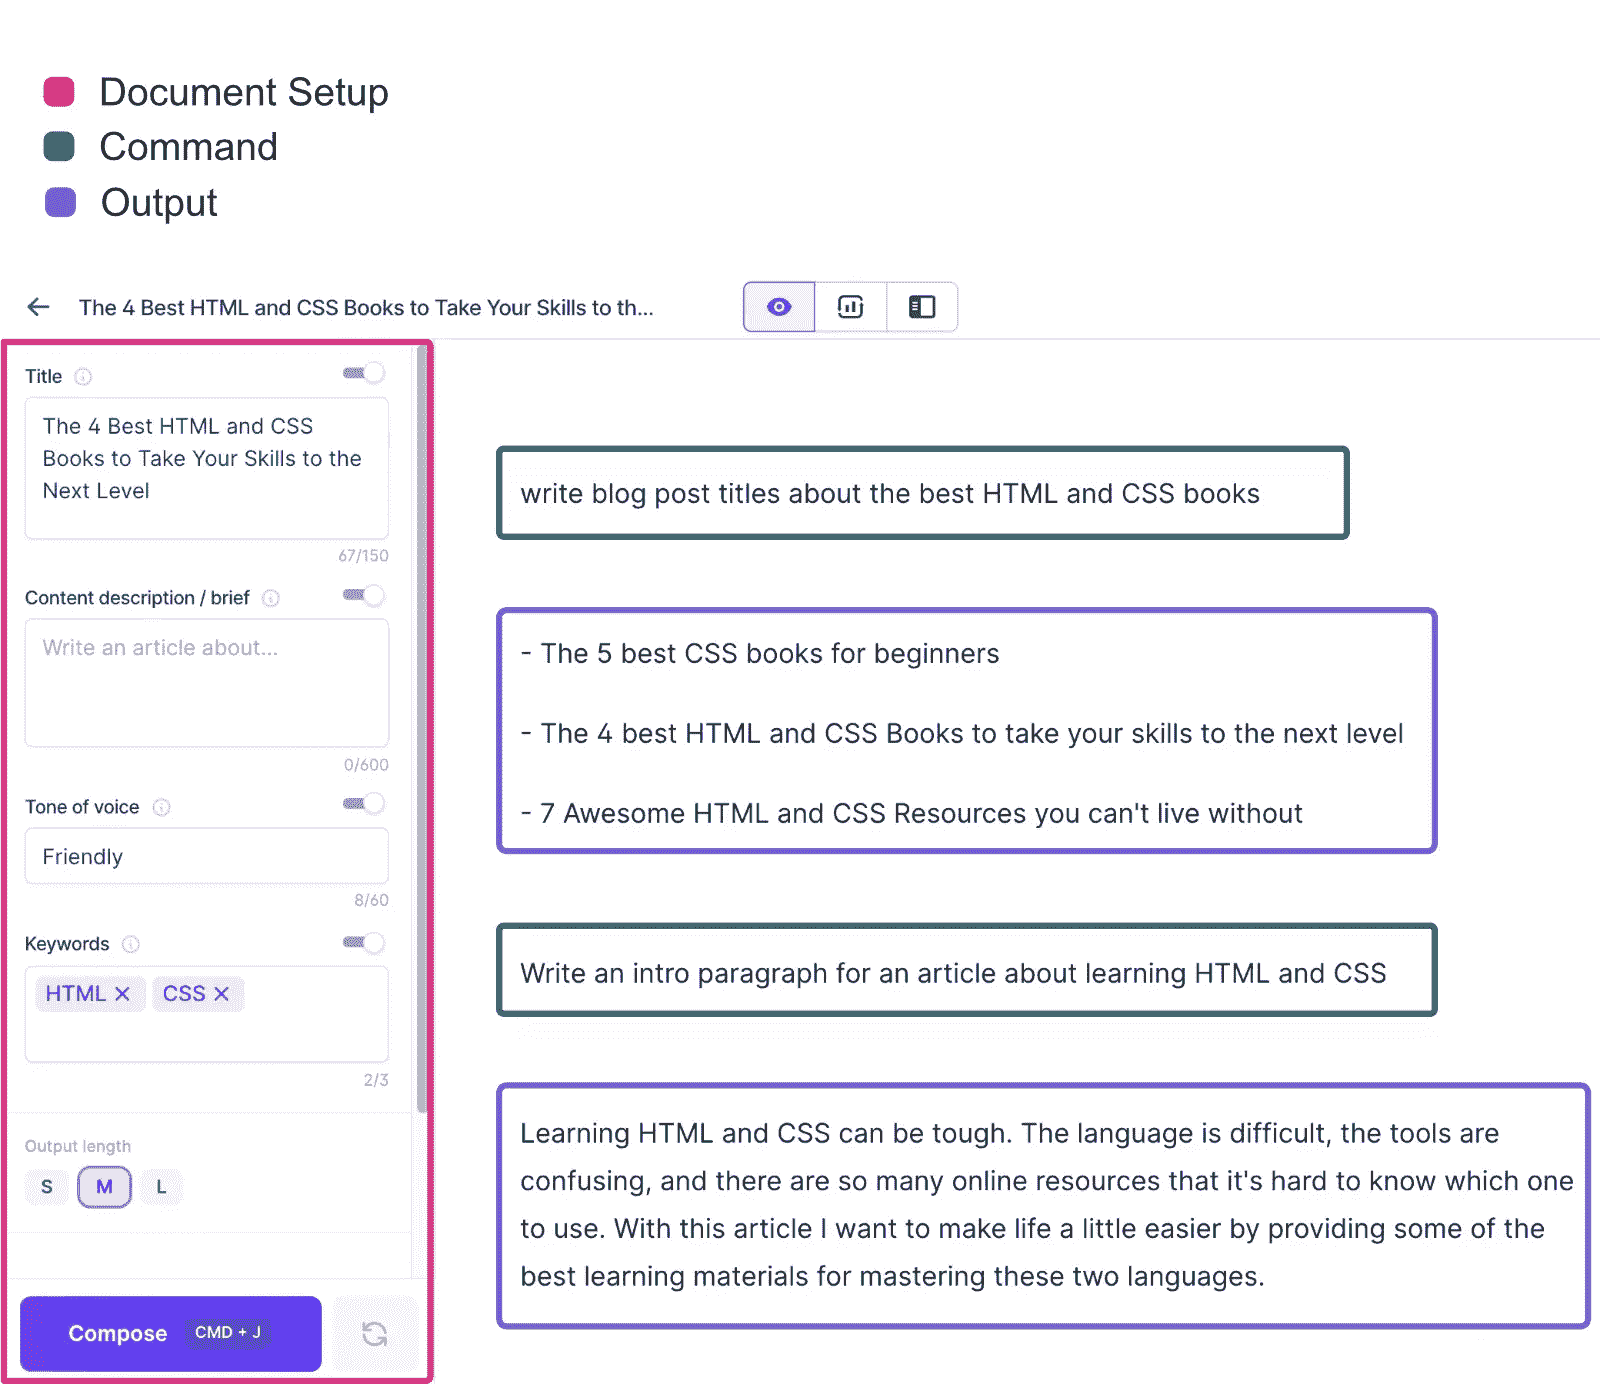 Document Setup
Command
Output
The 4 Best HTML and CSS Books to Take Your Skills to th...
Title
The 4 Best HTML and CSS
Books to Take Your Skills to the
Next Level
67/150
Content description / brief
Write an article about...
0/600
Tone of voice
Friendly
8/60
Keywords
HTML CSS
2/3
Output length
S M L
Compose CMD + J
write blog post titles about the best HTML and CSS books
- The 5 best CSS books for beginners
- The 4 best HTML and CSS Books to take your skills to the next level
- 7 Awesome HTML and CSS Resources you can't live without
Write an intro paragraph for an article about learning HTML and CSS
Learning HTML and CSS can be tough. The language is difficult, the tools are
confusing, and there are so many online resources that it's hard to know which one
to use. With this article I want to make life a little easier by providing some of the
best learning materials for mastering these two languages.